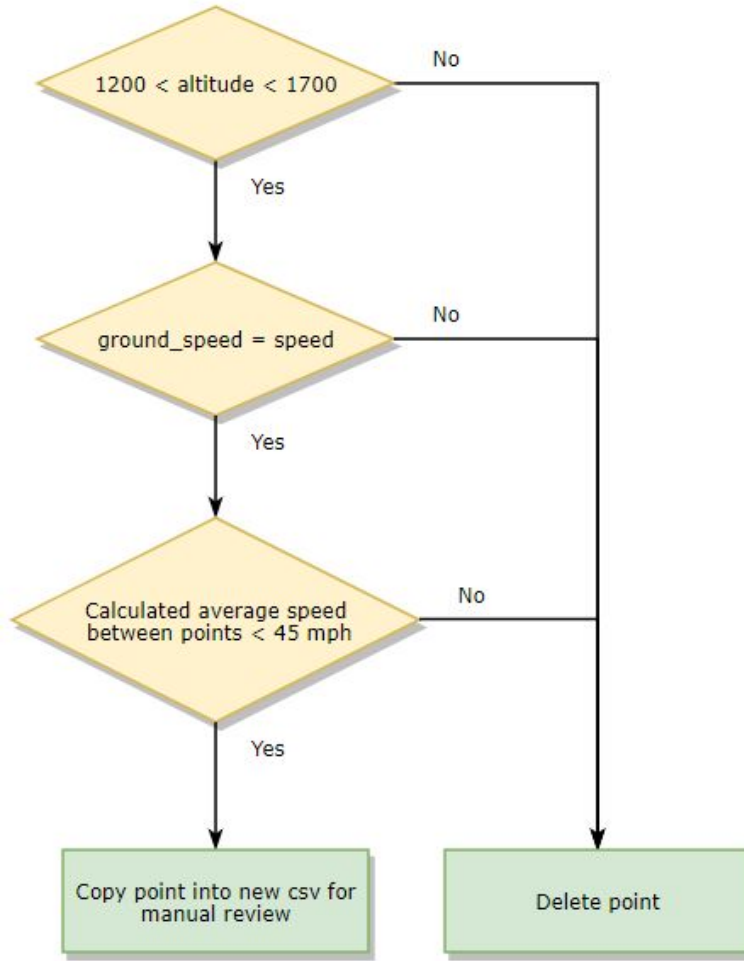 1200 < altitude < 1700
No
Yes
ground_speed = speed
No
Yes
Calculated average speed
between points < 45 mph
No
Yes
Copy point into new csv for
manual review
Delete point